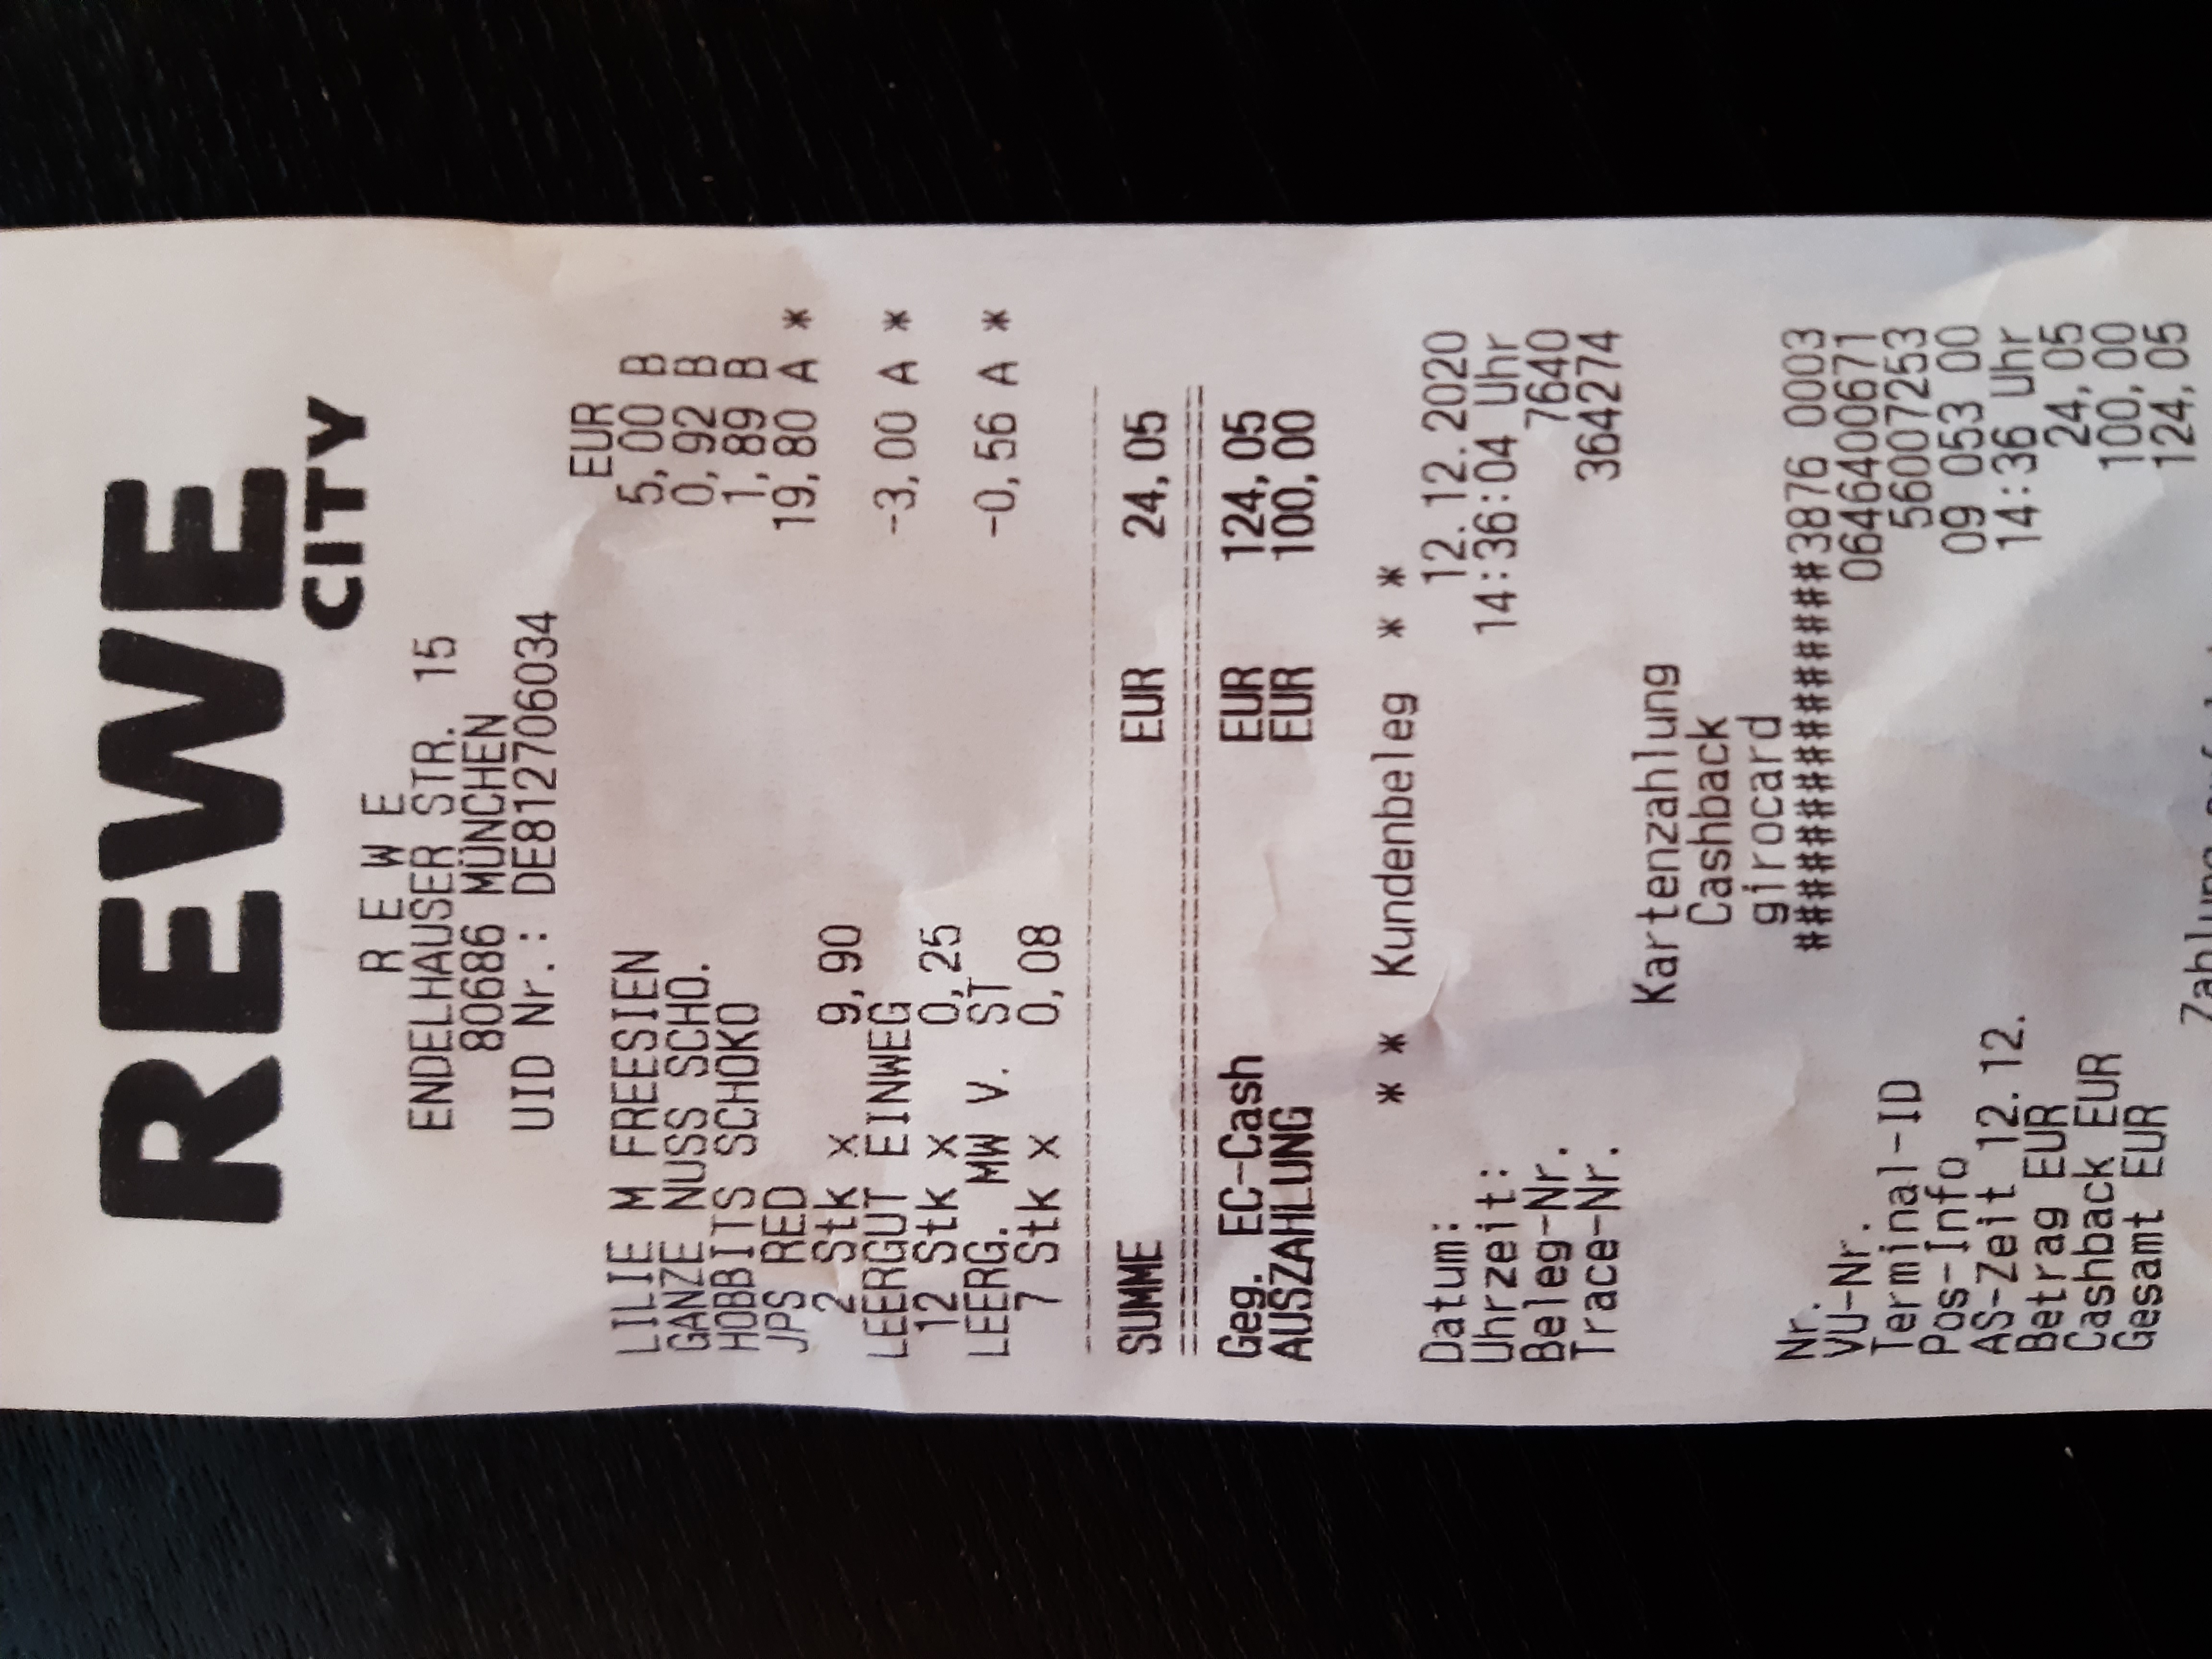 REWE
CITY
R E W E
ENDELHAUSER STR. 15
80686 MÜNCHEN
UID Nr.: DE812706034
EUR
LILIE M FREESIEN 5,00 B
GANZE NUSS SCHO. 0,92 B
HOBBITS SCHOKO 1,89 B
JPS RED 19,80 A *
2 Stk x 9,90
LEERGUT EINWEG -3,00 A *
12 Stk x 0,25
LEERG. MW V. ST -0,56 A *
7 Stk x 0,08
SUMME EUR 24,05
Geg. EC-Cash EUR 124,05
AUSZAHLUNG EUR 100,00
* * Kundenbeleg * *
Datum: 12.12.2020
Uhrzeit: 14:36:04 Uhr
Beleg-Nr. 7640
Trace-Nr. 364274
Kartenzahlung
Cashback
girocard
Nr. ###############3876 0003
VU-Nr. 0646400671
Terminal-ID 56007253
Pos-Info 09 053 00
AS-Zeit 12.12. 14:36 Uhr
Betrag EUR 24,05
Cashback EUR 100,00
Gesamt EUR 124,05
Zahlung